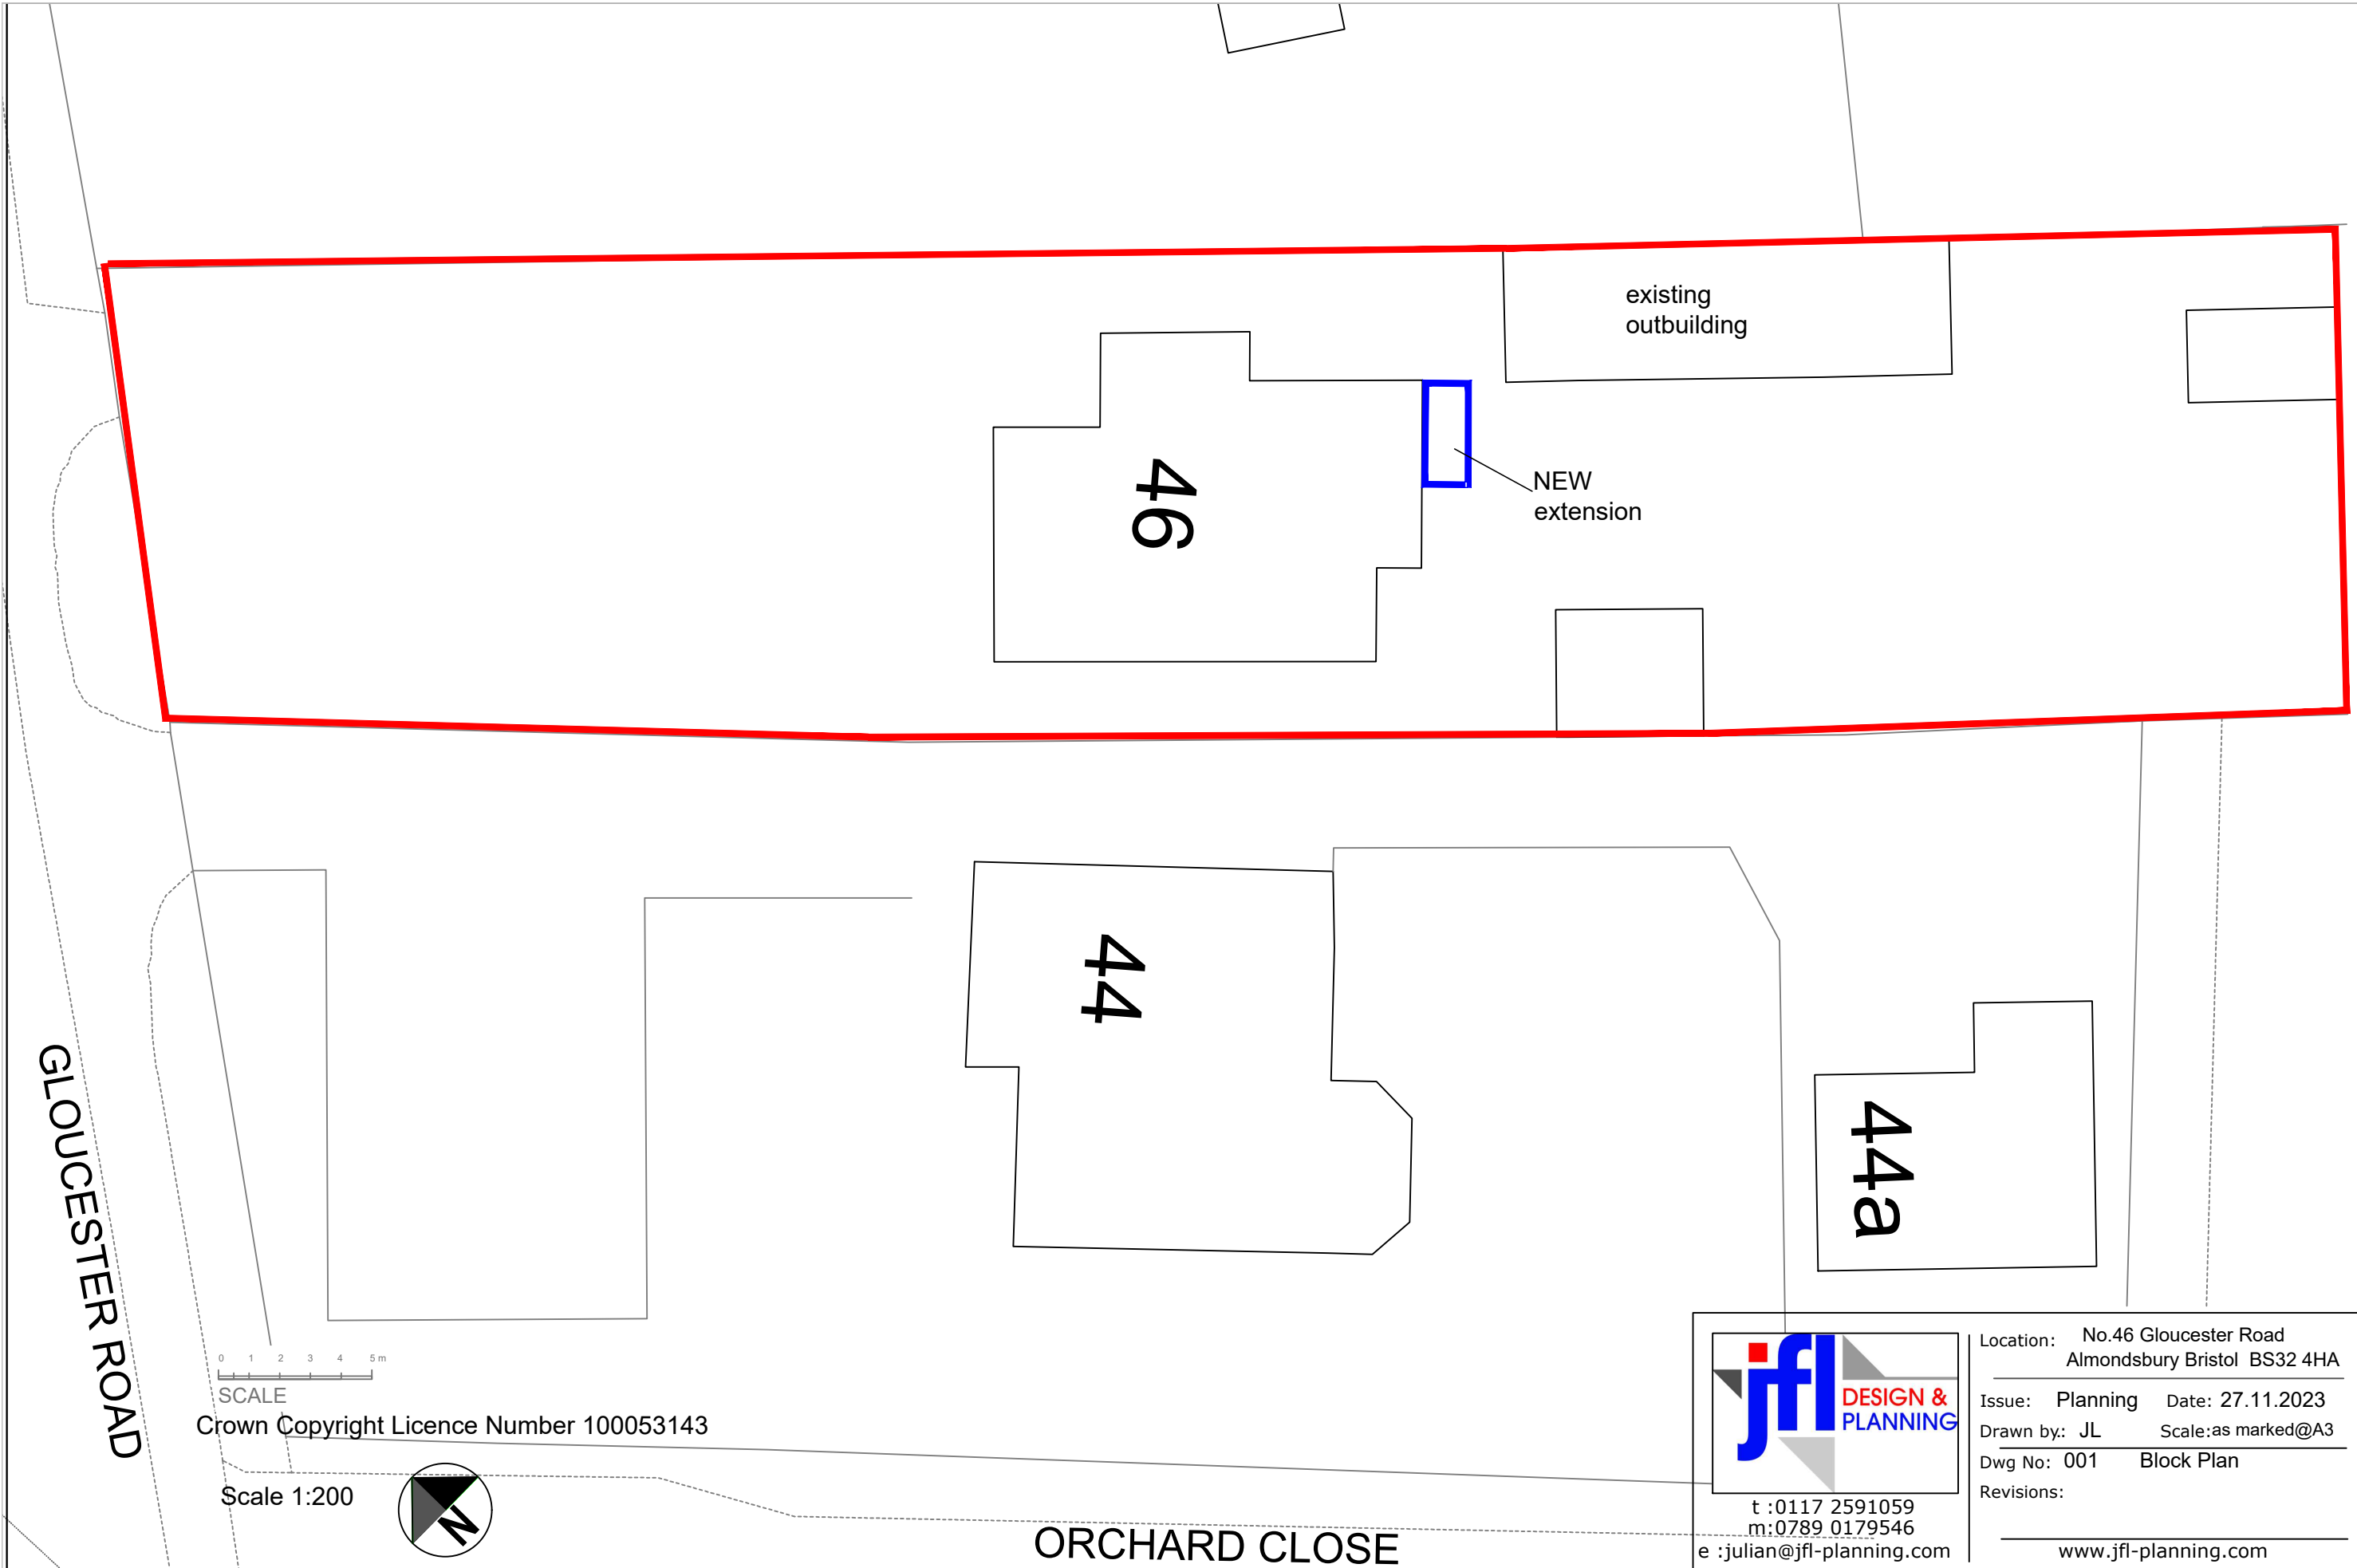 existing
outbuilding
46
NEW
extension
44
44a
GLOUCESTER ROAD
0 1 2 3 4 5 m
SCALE
Crown Copyright Licence Number 100053143
Scale 1:200
N
ORCHARD CLOSE
jfl
DESIGN &
PLANNING
t :0117 2591059
m:0789 0179546
e :julian@jfl-planning.com
Location: No.46 Gloucester Road
Almondsbury Bristol BS32 4HA
Issue: Planning Date: 27.11.2023
Drawn by.: JL Scale:as marked@A3
Dwg No: 001 Block Plan
Revisions:
www.jfl-planning.com